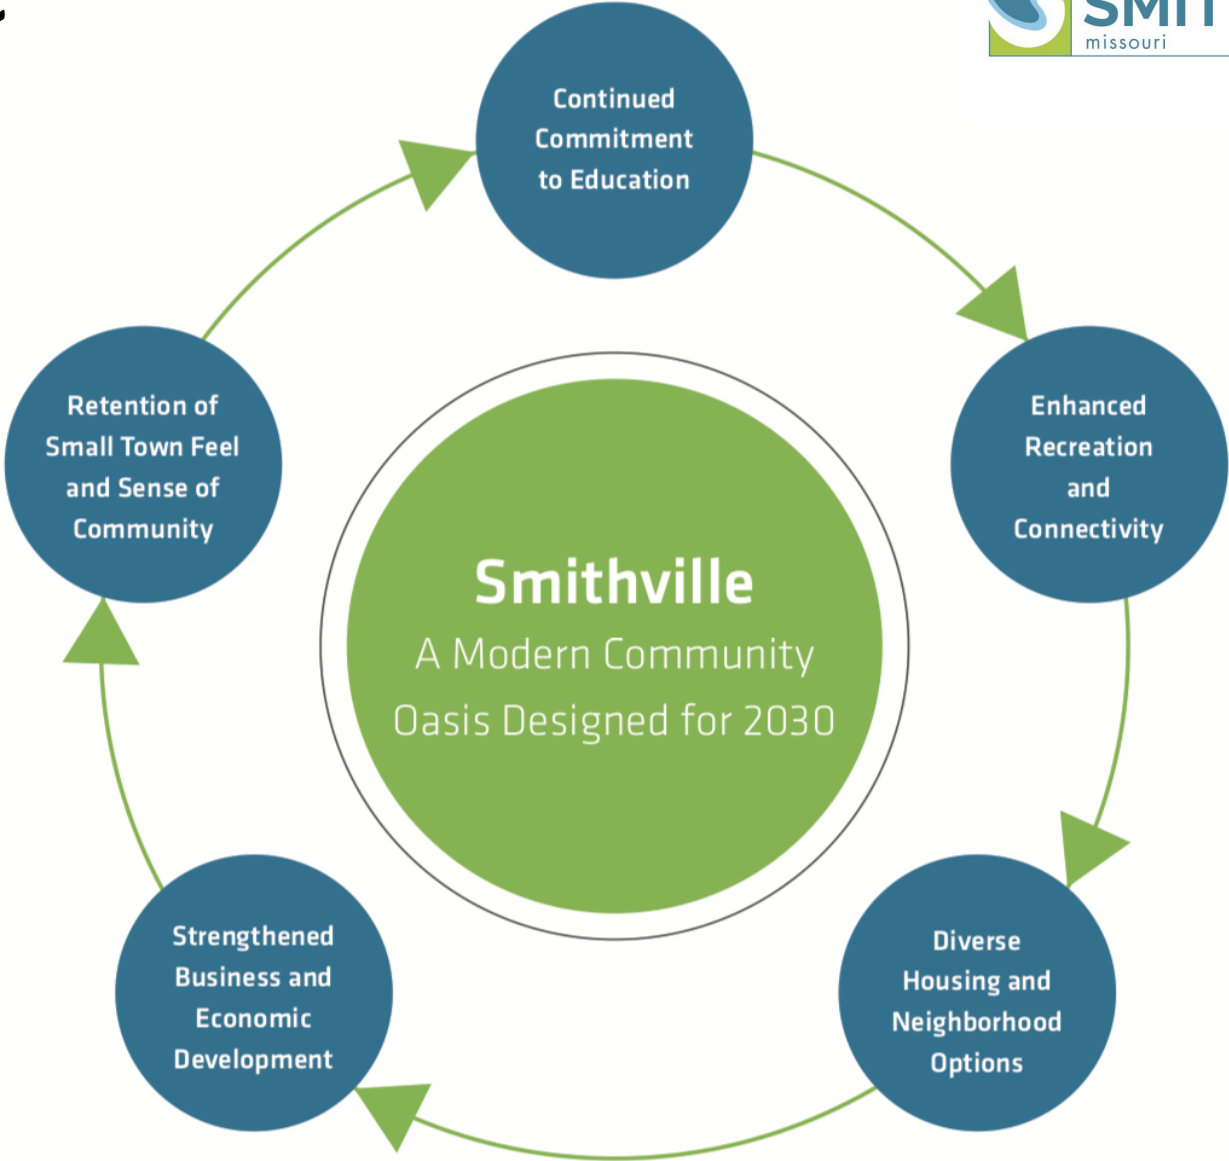 SMIT
missouri
Continued
Commitment
to Education
Enhanced
Recreation
and
Connectivity
Diverse
Housing and
Neighborhood
Options
Strengthened
Business and
Economic
Development
Retention of
Small Town Feel
and Sense of
Community
Smithville
A Modern Community
Oasis Designed for 2030